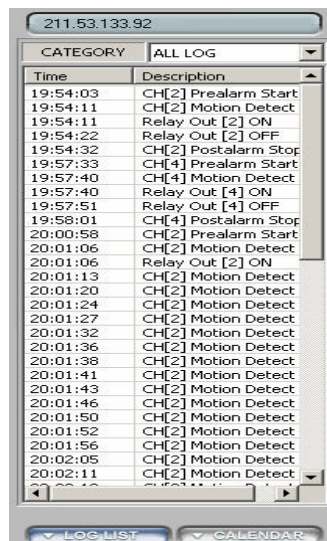 211.53.133.92
CATEGORY ALL LOG
Time Description
19:54:03 CH[2] Prealarm Start
19:54:11 CH[2] Motion Detect
19:54:11 Relay Out [2] ON
19:54:22 Relay Out [2] OFF
19:54:32 CH[2] Postalarm Stop
19:57:33 CH[4] Prealarm Start
19:57:40 CH[4] Motion Detect
19:57:40 Relay Out [4] ON
19:57:51 Relay Out [4] OFF
19:58:01 CH[4] Postalarm Stop
20:00:58 CH[2] Prealarm Start
20:01:06 CH[2] Motion Detect
20:01:06 Relay Out [2] ON
20:01:13 CH[2] Motion Detect
20:01:20 CH[2] Motion Detect
20:01:24 CH[2] Motion Detect
20:01:27 CH[2] Motion Detect
20:01:32 CH[2] Motion Detect
20:01:36 CH[2] Motion Detect
20:01:38 CH[2] Motion Detect
20:01:41 CH[2] Motion Detect
20:01:43 CH[2] Motion Detect
20:01:46 CH[2] Motion Detect
20:01:50 CH[2] Motion Detect
20:01:52 CH[2] Motion Detect
20:01:56 CH[2] Motion Detect
20:02:05 CH[2] Motion Detect
20:02:11 CH[2] Motion Detect
LOG LIST CALENDAR